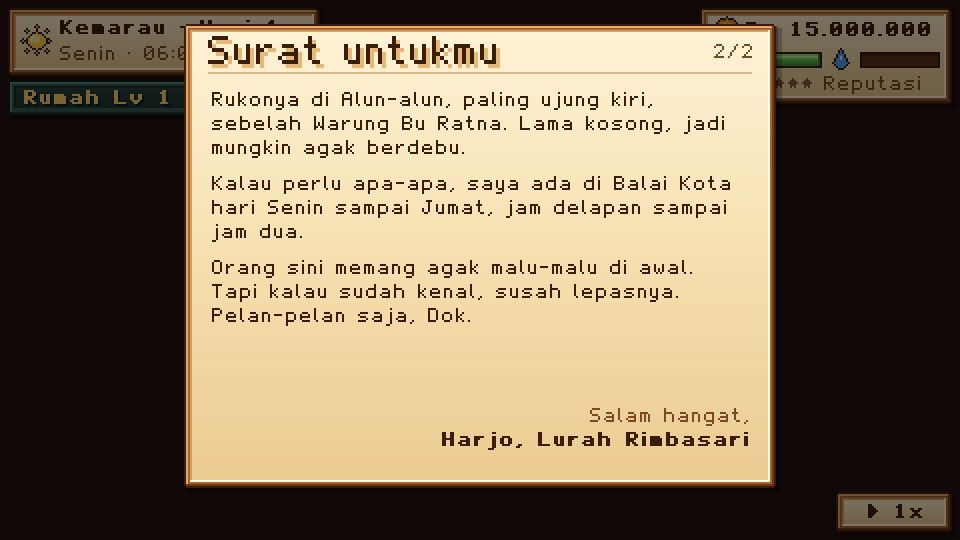 Kemarau
Senin · 06:0
Rumah Lv 1
15.000.000
Reputasi
Surat untukmu
2/2
Rukonya di Alun-alun, paling ujung kiri,
sebelah Warung Bu Ratna. Lama kosong, jadi
mungkin agak berdebu.
Kalau perlu apa-apa, saya ada di Balai Kota
hari Senin sampai Jumat, jam delapan sampai
jam dua.
Orang sini memang agak malu-malu di awal.
Tapi kalau sudah kenal, susah lepasnya.
Pelan-pelan saja, Dok.
Salam hangat,
Harjo, Lurah Rimbasari
1x